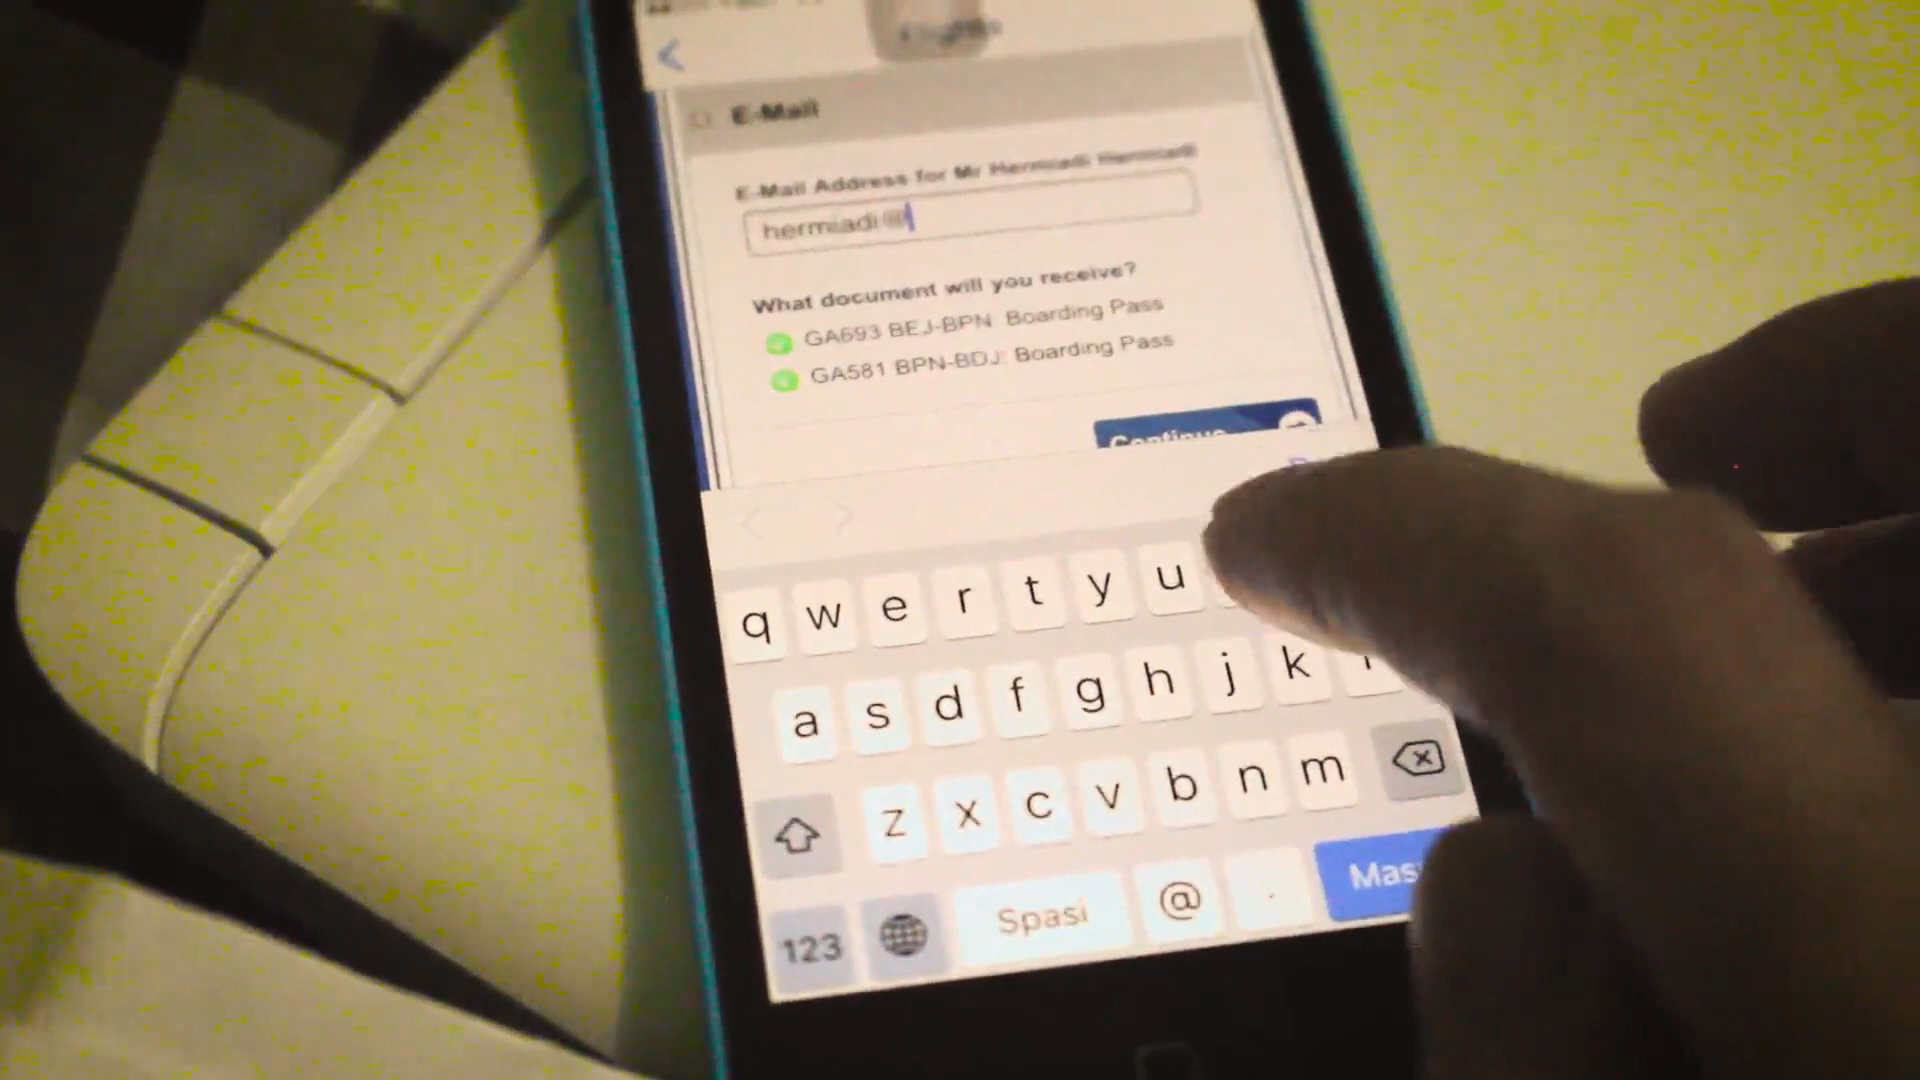 E-Mail
E-Mail Address for Mr Hermiadi Hermiadi
hermiadi@
What document will you receive?
GA693 BEJ-BPN: Boarding Pass
GA581 BPN-BDJ: Boarding Pass
Continue
q w e r t y u
a s d f g h j k
z x c v b n m
123 Spasi @ .